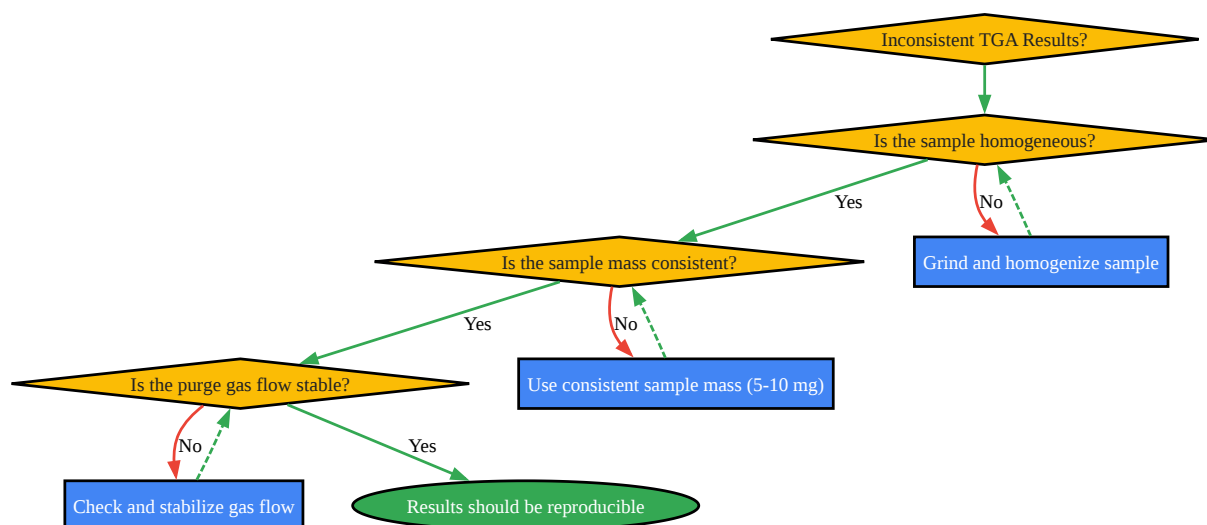 Inconsistent TGA Results?
Is the sample homogeneous?
Yes
No
Grind and homogenize sample
Is the sample mass consistent?
Yes
No
Use consistent sample mass (5-10 mg)
Is the purge gas flow stable?
No
Yes
Check and stabilize gas flow
Results should be reproducible